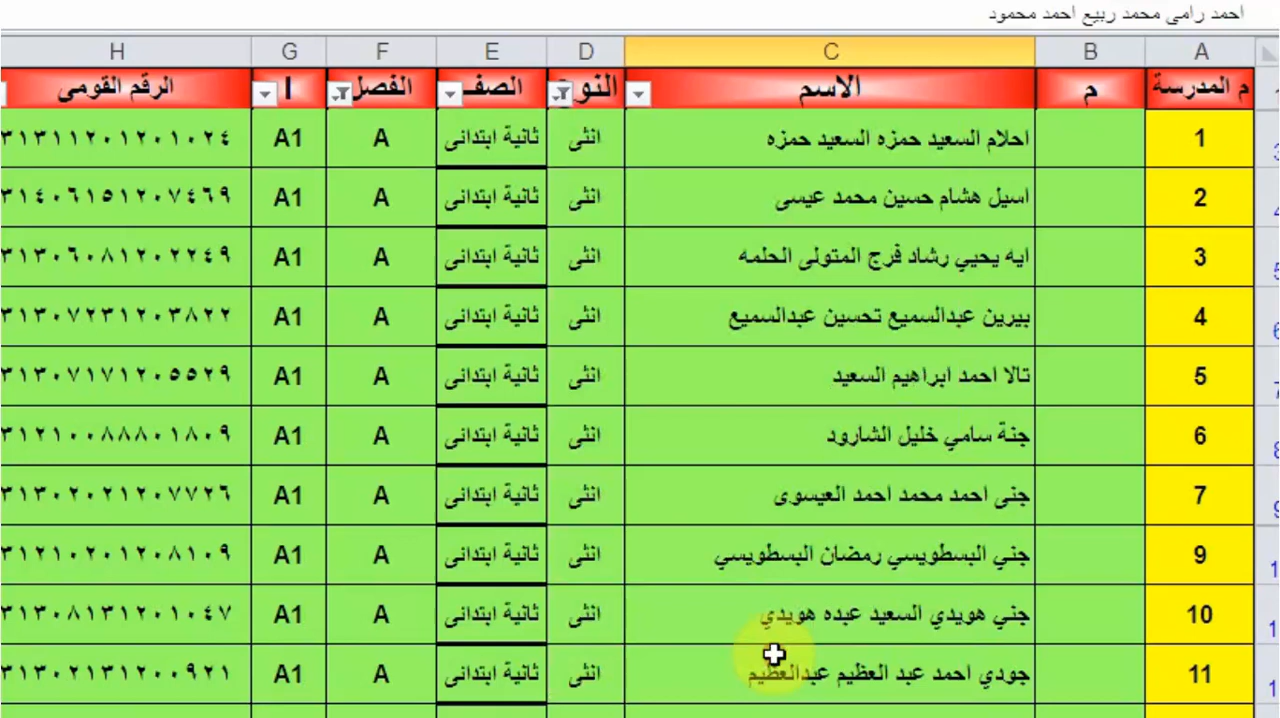 احمد رامى محمد ربيع احمد محمود
A B C D E F G H
م المدرسة م الاسم النو الصف الفصل ا الرقم القومى
1 احلام السعيد حمزه السعيد حمزه انثى ثانية ابتدائى A A1 ٣١٣١١٢٠١٢٠١٠٢٤
2 اسيل هشام حسين محمد عيسى انثى ثانية ابتدائى A A1 ٣١٤٠٦١٥١٢٠٧٤٦٩
3 ايه يحيي رشاد فرج المتولى الحلمه انثى ثانية ابتدائى A A1 ٣١٣٠٦٠٨١٢٠٢٢٤٩
4 بيرين عبدالسميع تحسين عبدالسميع انثى ثانية ابتدائى A A1 ٣١٣٠٧٢٣١٢٠٣٨٢٢
5 تالا احمد ابراهيم السعيد انثى ثانية ابتدائى A A1 ٣١٣٠٧١٧١٢٠٥٥٢٩
6 جنة سامي خليل الشارود انثى ثانية ابتدائى A A1 ٣١٢١٠٠٨٨٨٠١٨٠٩
7 جنى احمد محمد احمد العيسوى انثى ثانية ابتدائى A A1 ٣١٣٠٢٠٢١٢٠٧٧٢٦
9 جني البسطويسي رمضان البسطويسي انثى ثانية ابتدائى A A1 ٣١٢١٠٢٠١٢٠٨١٠٩
10 جني هويدي السعيد عبده هويدي انثى ثانية ابتدائى A A1 ٣١٣٠٨١٣١٢٠١٠٤٧
11 جودي احمد عبد العظيم عبدالعظيم انثى ثانية ابتدائى A A1 ٣١٣٠٢١٣١٢٠٠٩٢١